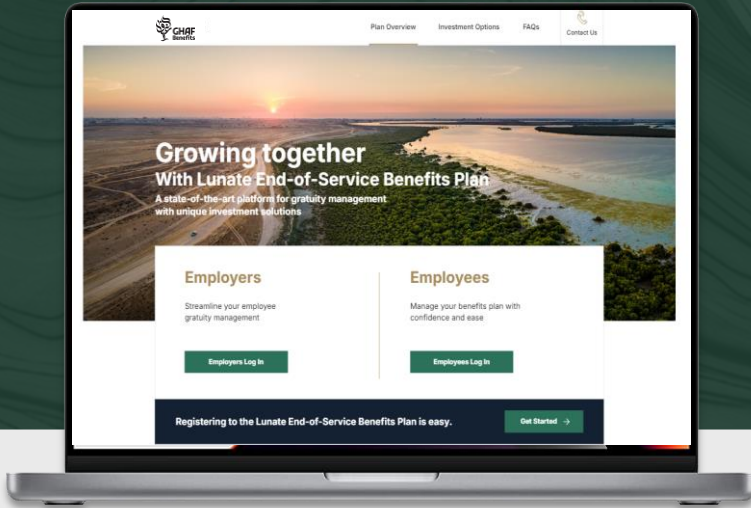 GHAF
Benefits
Plan Overview
Investment Options
FAQs
Contact Us
Growing together
With Lunate End-of-Service Benefits Plan
A state-of-the-art platform for gratuity management
with unique investment solutions
Employers
Streamline your employee
gratuity management
Employers Log In
Employees
Manage your benefits plan with
confidence and ease
Employees Log In
Registering to the Lunate End-of-Service Benefits Plan is easy.
Get Started →